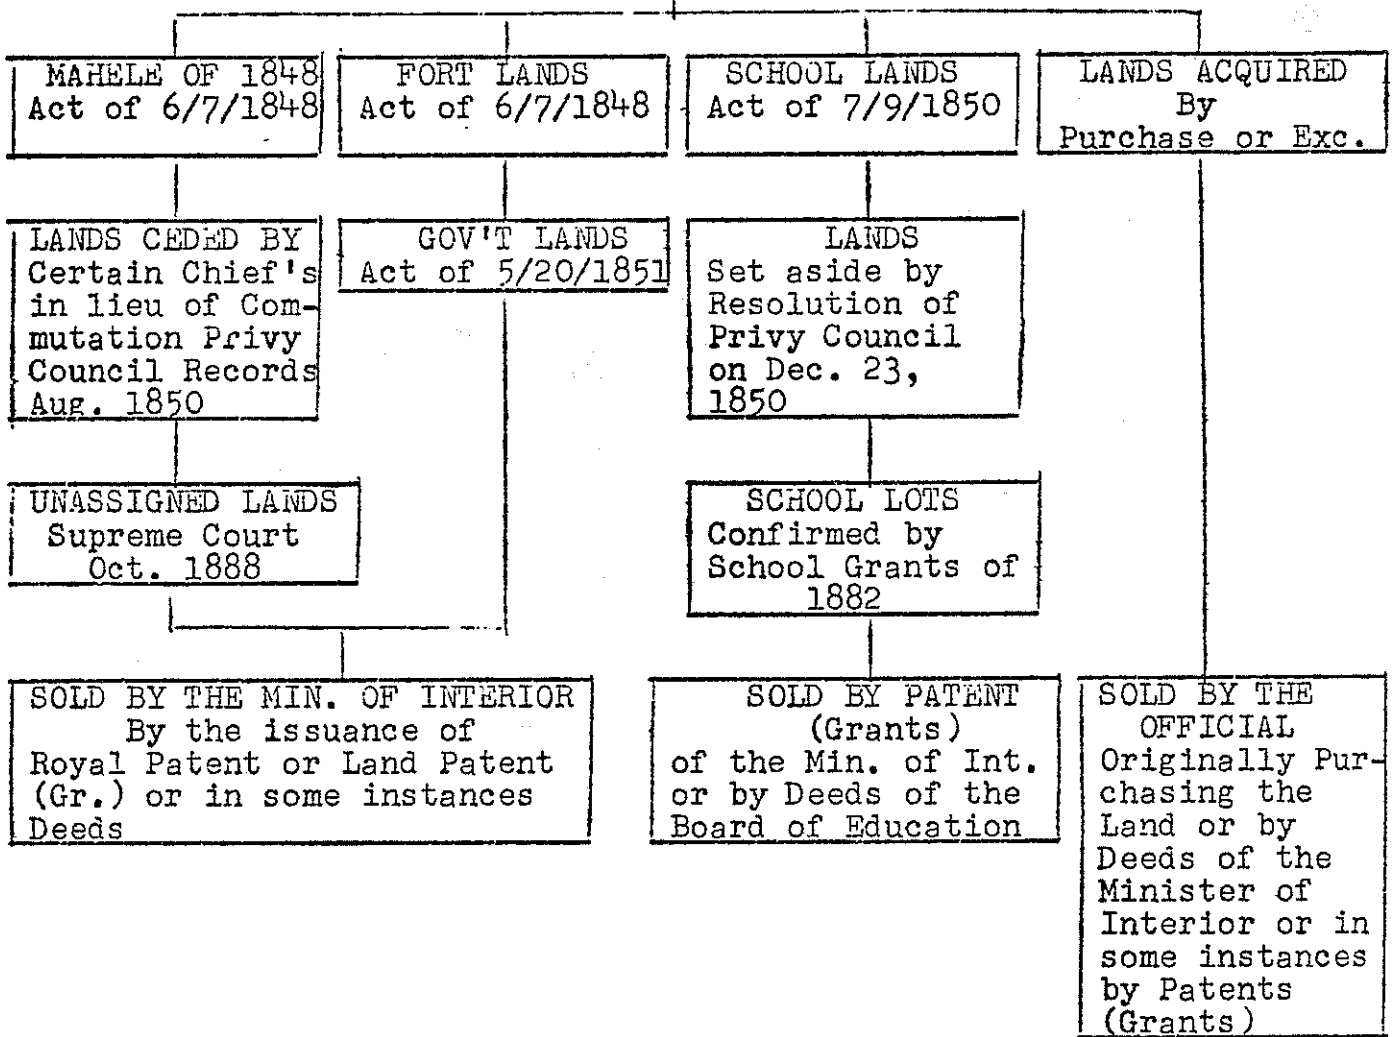 MAHELE OF 1848
Act of 6/7/1848
FORT LANDS
Act of 6/7/1848
SCHOOL LANDS
Act of 7/9/1850
LANDS ACQUIRED
By
Purchase or Exc.
LANDS CEDED BY
Certain Chief's
in lieu of Com-
mutation Privy
Council Records
Aug. 1850
GOV'T LANDS
Act of 5/20/1851
LANDS
Set aside by
Resolution of
Privy Council
on Dec. 23,
1850
UNASSIGNED LANDS
Supreme Court
Oct. 1888
SCHOOL LOTS
Confirmed by
School Grants of
1882
SOLD BY THE MIN. OF INTERIOR
By the issuance of
Royal Patent or Land Patent
(Gr.) or in some instances
Deeds
SOLD BY PATENT
(Grants)
of the Min. of Int.
or by Deeds of the
Board of Education
SOLD BY THE
OFFICIAL
Originally Pur-
chasing the
Land or by
Deeds of the
Minister of
Interior or in
some instances
by Patents
(Grants)